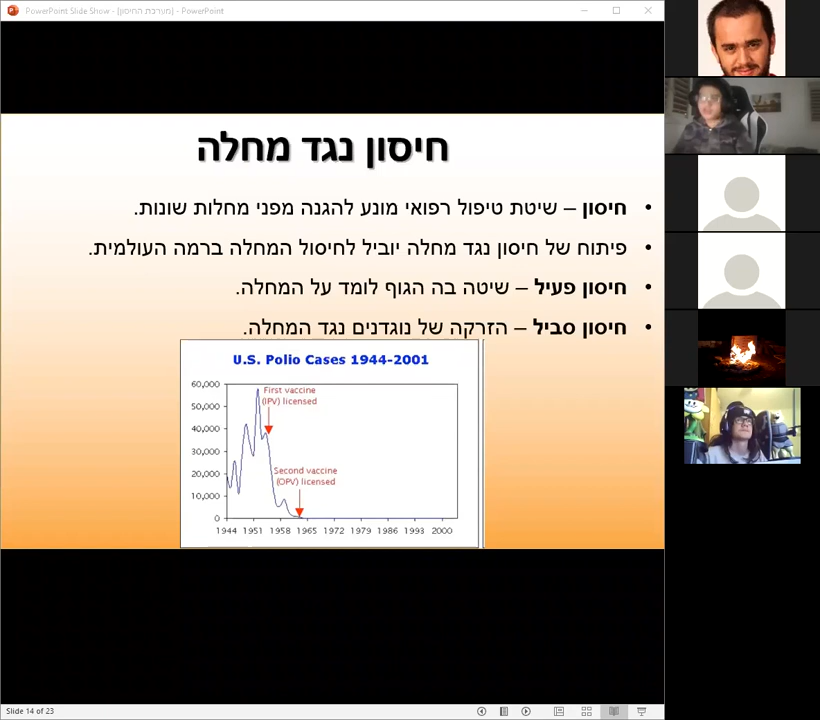 PowerPoint Slide Show - [מערכת החיסון] - PowerPoint
חיסון נגד מחלה
• חיסון – שיטת טיפול רפואי מונע להגנה מפני מחלות שונות.
• פיתוח של חיסון נגד מחלה יוביל לחיסול המחלה ברמה העולמית.
• חיסון פעיל – שיטה בה הגוף לומד על המחלה.
• חיסון סביל – הזרקה של נוגדנים נגד המחלה.
U.S. Polio Cases 1944-2001
60,000
50,000
40,000
30,000
20,000
10,000
0
First vaccine
(IPV) licensed
Second vaccine
(OPV) licensed
1944 1951 1958 1965 1972 1979 1986 1993 2000
Slide 14 of 23